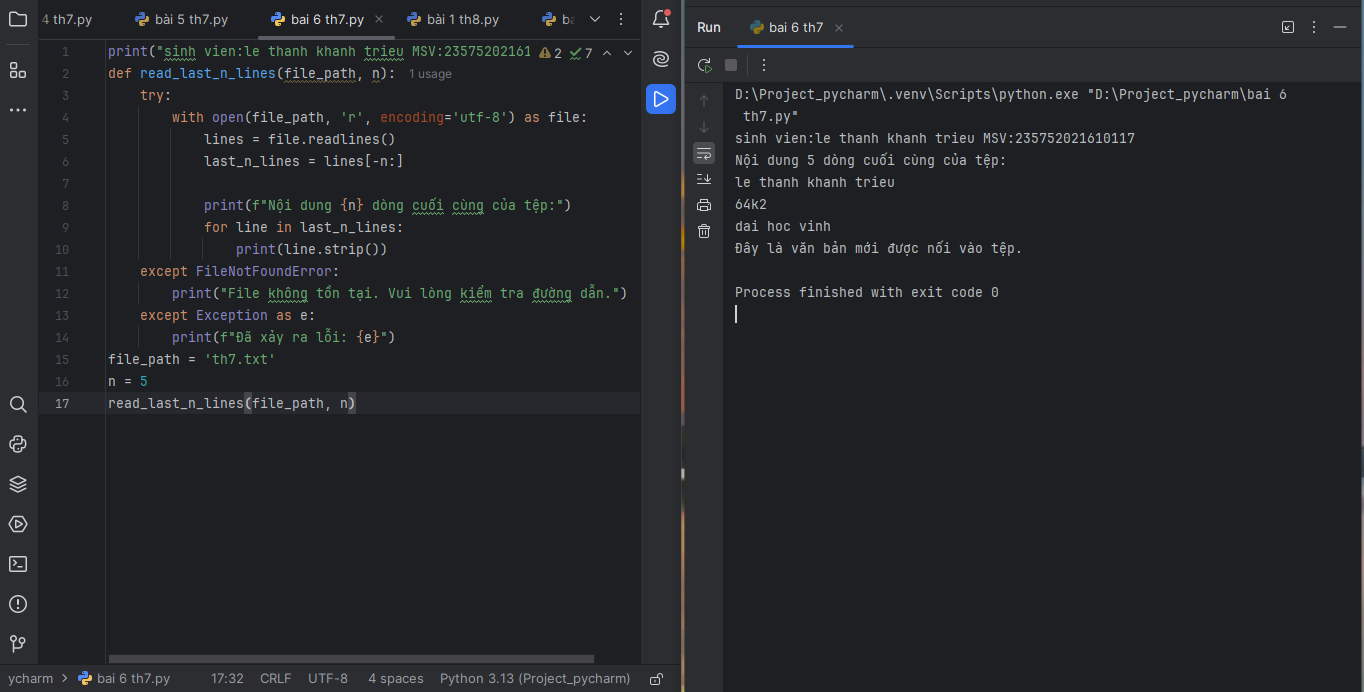 4 th7.py bài 5 th7.py bai 6 th7.py bài 1 th8.py ba
1 print("sinh vien:le thanh khanh trieu MSV:23575202161 2 7
2 def read_last_n_lines(file_path, n): 1 usage
3 try:
4 with open(file_path, 'r', encoding='utf-8') as file:
5 lines = file.readlines()
6 last_n_lines = lines[-n:]
7
8 print(f"Nội dung {n} dòng cuối cùng của tệp:")
9 for line in last_n_lines:
10 print(line.strip())
11 except FileNotFoundError:
12 print("File không tồn tại. Vui lòng kiểm tra đường dẫn.")
13 except Exception as e:
14 print(f"Đã xảy ra lỗi: {e}")
15 file_path = 'th7.txt'
16 n = 5
17 read_last_n_lines(file_path, n)
ycharm > bai 6 th7.py 17:32 CRLF UTF-8 4 spaces Python 3.13 (Project_pycharm)
Run bai 6 th7
D:\Project_pycharm\.venv\Scripts\python.exe "D:\Project_pycharm\bai 6
th7.py"
sinh vien:le thanh khanh trieu MSV:235752021610117
Nội dung 5 dòng cuối cùng của tệp:
le thanh khanh trieu
64k2
dai hoc vinh
Đây là văn bản mới được nối vào tệp.
Process finished with exit code 0